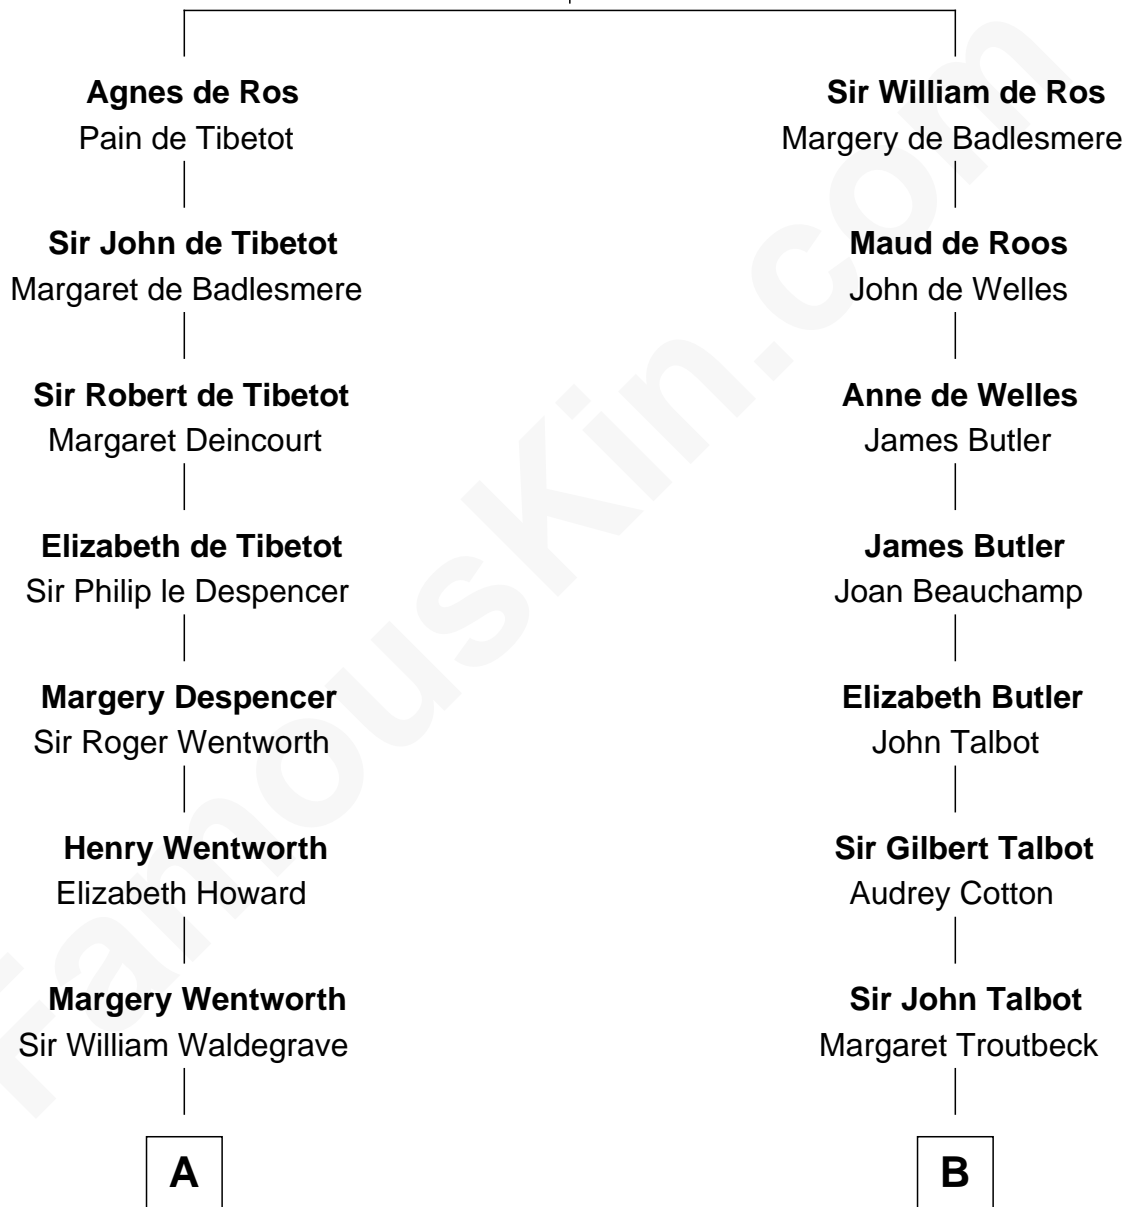 Agnes de Ros
Pain de Tibetot
Sir John de Tibetot
Margaret de Badlesmere
Sir Robert de Tibetot
Margaret Deincourt
Elizabeth de Tibetot
Sir Philip le Despencer
Margery Despencer
Sir Roger Wentworth
Henry Wentworth
Elizabeth Howard
Margery Wentworth
Sir William Waldegrave
A
Sir William de Ros
Margery de Badlesmere
Maud de Roos
John de Welles
Anne de Welles
James Butler
James Butler
Joan Beauchamp
Elizabeth Butler
John Talbot
Sir Gilbert Talbot
Audrey Cotton
Sir John Talbot
Margaret Troutbeck
B
FamousKin.com